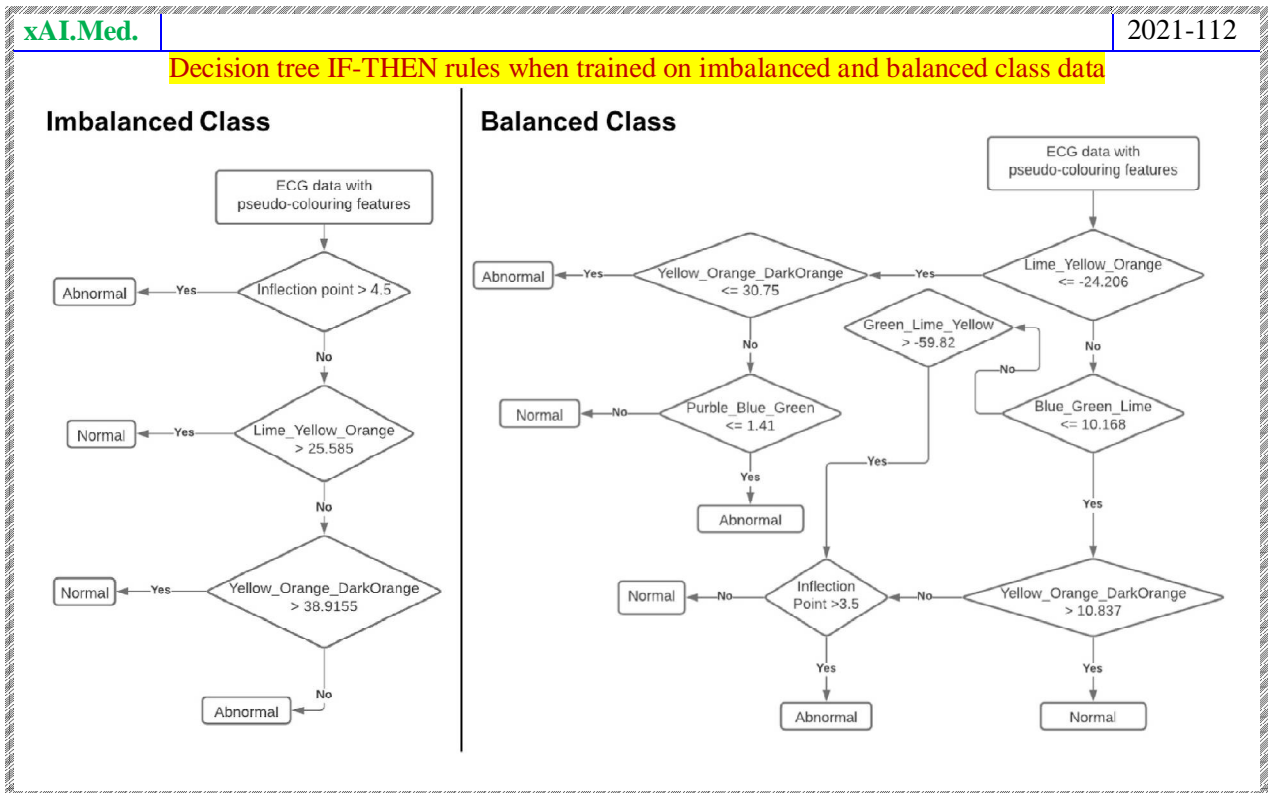 xAI.Med.
2021-112
Decision tree IF-THEN rules when trained on imbalanced and balanced class data
Imbalanced Class
ECG data with
pseudo-colouring features
Inflection point > 4.5
Yes
Abnormal
No
Lime_Yellow_Orange
> 25.585
Yes
Normal
No
Yellow_Orange_DarkOrange
> 38.9155
Yes
Normal
No
Abnormal
Balanced Class
ECG data with
pseudo-colouring features
Lime_Yellow_Orange
<= -24.206
Yes
Yellow_Orange_DarkOrange
<= 30.75
Yes
Abnormal
No
Purble_Blue_Green
<= 1.41
No
Normal
Yes
Abnormal
No
Blue_Green_Lime
<= 10.168
No
Green_Lime_Yellow
> -59.82
Yes
Yes
Yellow_Orange_DarkOrange
> 10.837
No
Inflection
Point >3.5
No
Normal
Yes
Abnormal
Yes
Normal